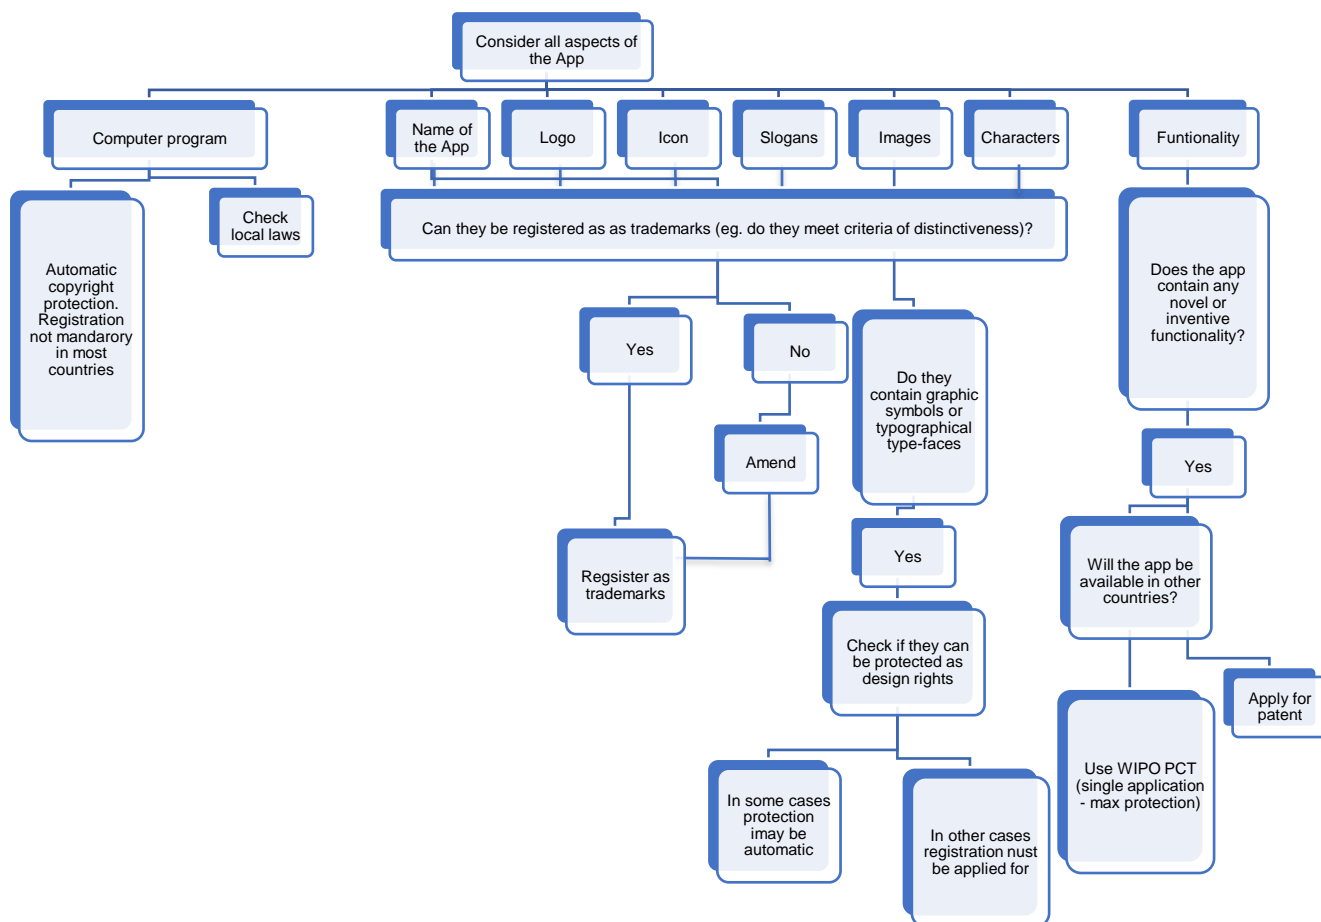 Consider all aspects of
the App
Computer program
Name of
the App
Logo
Icon
Slogans
Images
Characters
Funtionality
Automatic
copyright
protection.
Registration
not mandarory
in most
countries
Check
local laws
Can they be registered as as trademarks (eg. do they meet criteria of distinctiveness)?
Does the app
contain any
novel or
inventive
functionality?
Yes
No
Do they
contain graphic
symbols or
typographical
type-faces
Amend
Yes
Regsister as
trademarks
Yes
Will the app be
available in other
countries?
Check if they can
be protected as
design rights
Apply for
patent
Use WIPO PCT
(single application
- max protection)
In some cases
protection
imay be
automatic
In other cases
registration nust
be applied for